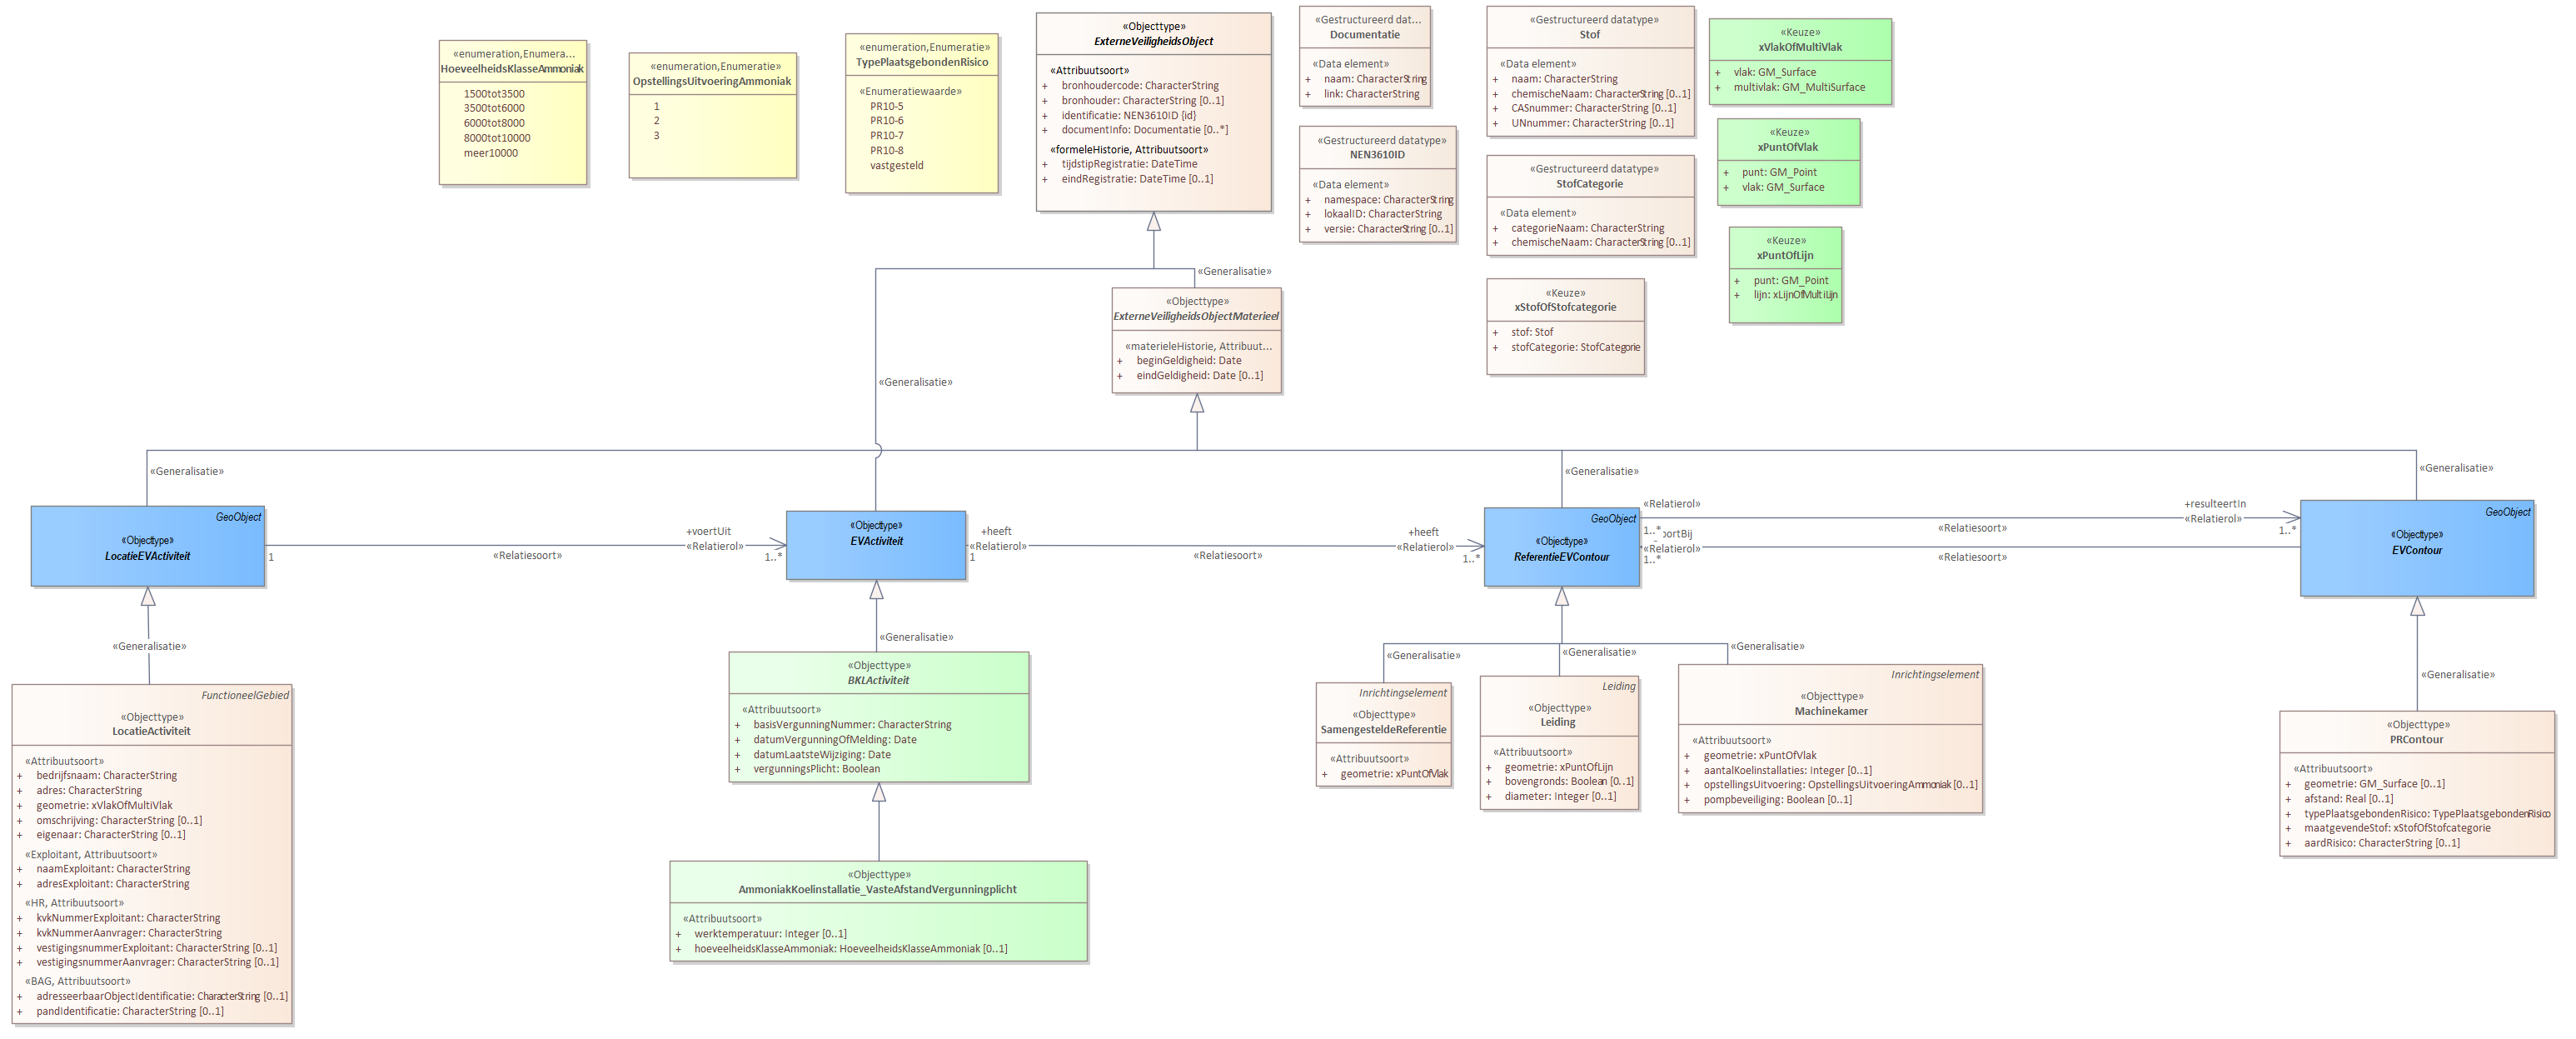 «enumeration,Enumera...
HoeveelheidsKlasseAmmoniak
1500tot3500
3500tot6000
6000tot8000
8000tot10000
meer10000
«enumeration,Enumeratie»
OpstellingsUitvoeringAmmoniak
1
2
3
«enumeration,Enumeratie»
TypePlaatsgebondenRisico
«Enumeratiewaarde»
PR10-5
PR10-6
PR10-7
PR10-8
vastgesteld
«Objecttype»
ExterneVeiligheidsObject
«Attribuutsoort»
+ bronhoudercode: CharacterString
+ bronhouder: CharacterString [0..1]
+ identificatie: NEN3610ID {id}
+ documentInfo: Documentatie [0..*]
«formeleHistorie, Attribuutsoort»
+ tijdstipRegistratie: DateTime
+ eindRegistratie: DateTime [0..1]
«Gestructureerd dat...
Documentatie
«Data element»
+ naam: CharacterString
+ link: CharacterString
«Gestructureerd datatype»
NEN3610ID
«Data element»
+ namespace: CharacterString
+ lokaalID: CharacterString
+ versie: CharacterString [0..1]
«Gestructureerd datatype»
Stof
«Data element»
+ naam: CharacterString
+ chemischeNaam: CharacterString [0..1]
+ CASnummer: CharacterString [0..1]
+ UNnummer: CharacterString [0..1]
«Gestructureerd datatype»
StofCategorie
«Data element»
+ categorieNaam: CharacterString
+ chemischeNaam: CharacterString [0..1]
«Keuze»
xStofOfStofcategorie
+ stof: Stof
+ stofCategorie: StofCategorie
«Keuze»
xVlakOfMultiVlak
+ vlak: GM_Surface
+ multivlak: GM_MultiSurface
«Keuze»
xPuntOfVlak
+ punt: GM_Point
+ vlak: GM_Surface
«Keuze»
xPuntOfLijn
+ punt: GM_Point
+ lijn: xLijnOfMultiLijn
«Generalisatie»
«Objecttype»
ExterneVeiligheidsObjectMaterieel
«materieleHistorie, Attribuut...
+ beginGeldigheid: Date
+ eindGeldigheid: Date [0..1]
«Generalisatie»
«Generalisatie»
«Generalisatie»
«Generalisatie»
GeoObject
«Objecttype»
LocatieEVActiviteit
1
«Relatiesoort»
+voertUit
«Relatierol»
1..*
«Objecttype»
EVActiviteit
+heeft
«Relatierol»
1
«Relatiesoort»
+heeft
«Relatierol»
1..*
GeoObject
«Objecttype»
ReferentieEVContour
«Relatierol»
1..*
oortBij
«Relatierol»
1..*
«Relatiesoort»
«Relatiesoort»
+resulteertIn
«Relatierol»
1..*
GeoObject
«Objecttype»
EVContour
«Generalisatie»
«Generalisatie»
«Generalisatie»
«Generalisatie»
«Generalisatie»
«Generalisatie»
FunctioneelGebied
«Objecttype»
LocatieActiviteit
«Attribuutsoort»
+ bedrijfsnaam: CharacterString
+ adres: CharacterString
+ geometrie: xVlakOfMultiVlak
+ omschrijving: CharacterString [0..1]
+ eigenaar: CharacterString [0..1]
«Exploitant, Attribuutsoort»
+ naamExploitant: CharacterString
+ adresExploitant: CharacterString
«HR, Attribuutsoort»
+ kvkNummerExploitant: CharacterString
+ kvkNummerAanvrager: CharacterString
+ vestigingsnummerExploitant: CharacterString [0..1]
+ vestigingsnummerAanvrager: CharacterString [0..1]
«BAG, Attribuutsoort»
+ adresseerbaarObjectIdentificatie: CharacterString [0..1]
+ pandIdentificatie: CharacterString [0..1]
«Objecttype»
BKLActiviteit
«Attribuutsoort»
+ basisVergunningNummer: CharacterString
+ datumVergunningOfMelding: Date
+ datumLaatsteWijziging: Date
+ vergunningsPlicht: Boolean
«Objecttype»
AmmoniakKoelinstallatie_VasteAfstandVergunningplicht
«Attribuutsoort»
+ werktemperatuur: Integer [0..1]
+ hoeveelheidsKlasseAmmoniak: HoeveelheidsKlasseAmmoniak [0..1]
Inrichtingselement
«Objecttype»
SamengesteldeReferentie
«Attribuutsoort»
+ geometrie: xPuntOfVlak
Leiding
«Objecttype»
Leiding
«Attribuutsoort»
+ geometrie: xPuntOfLijn
+ bovengronds: Boolean [0..1]
+ diameter: Integer [0..1]
Inrichtingselement
«Objecttype»
Machinekamer
«Attribuutsoort»
+ geometrie: xPuntOfVlak
+ aantalKoelinstallaties: Integer [0..1]
+ opstellingsUitvoering: OpstellingsUitvoeringAmmoniak [0..1]
+ pompbeveiliging: Boolean [0..1]
«Objecttype»
PRContour
«Attribuutsoort»
+ geometrie: GM_Surface [0..1]
+ afstand: Real [0..1]
+ typePlaatsgebondenRisico: TypePlaatsgebondenRisico
+ maatgevendeStof: xStofOfStofcategorie
+ aardRisico: CharacterString [0..1]